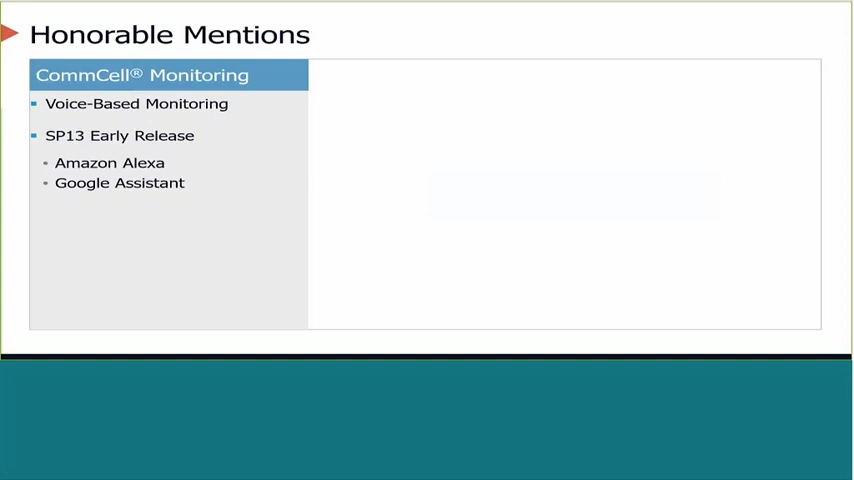 Honorable Mentions
CommCell® Monitoring
Voice-Based Monitoring
SP13 Early Release
Amazon Alexa
Google Assistant